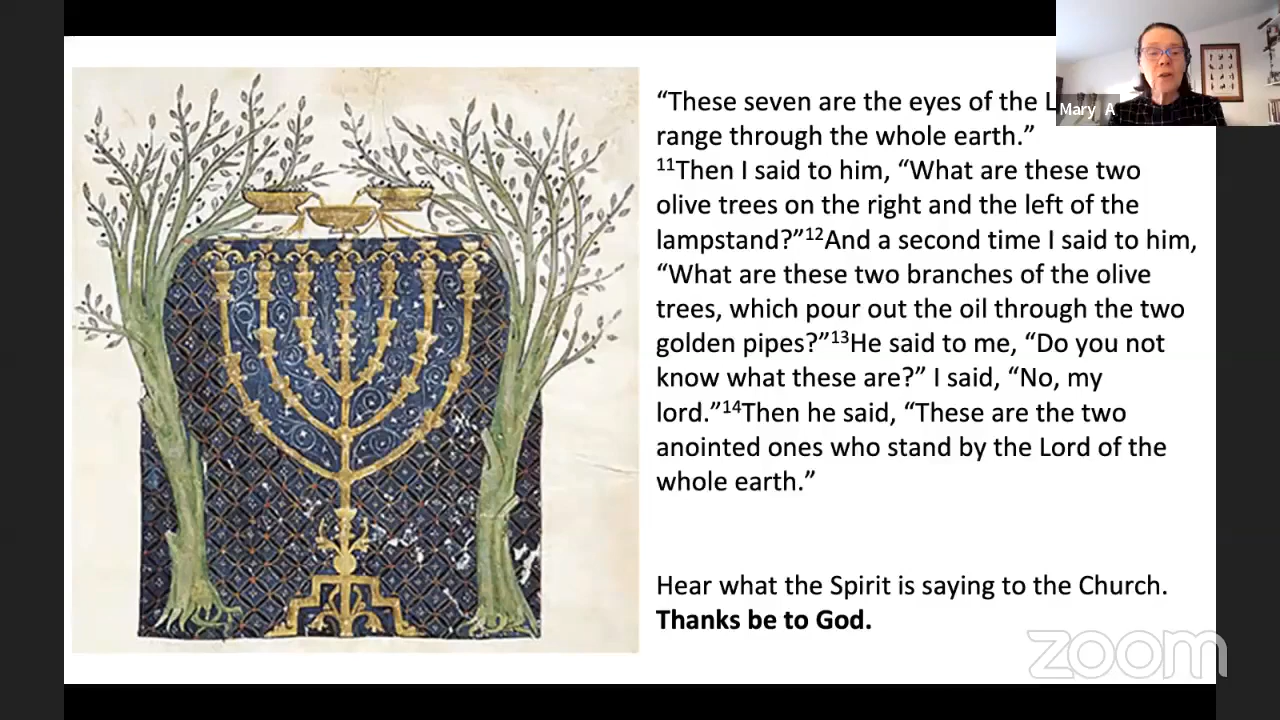 “These seven are the eyes of the L
range through the whole earth.”
¹¹Then I said to him, “What are these two
olive trees on the right and the left of the
lampstand?”¹²And a second time I said to him,
“What are these two branches of the olive
trees, which pour out the oil through the two
golden pipes?”¹³He said to me, “Do you not
know what these are?” I said, “No, my
lord.”¹⁴Then he said, “These are the two
anointed ones who stand by the Lord of the
whole earth.”
Hear what the Spirit is saying to the Church.
Thanks be to God.
Mary A
zoom